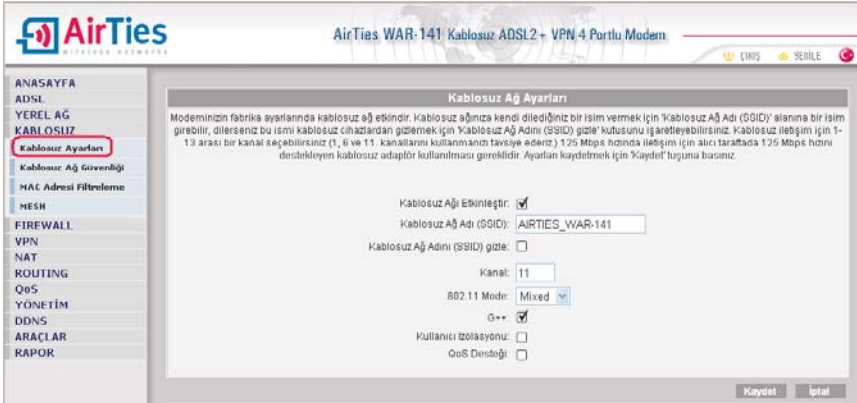 AirTies
wireless networks
AirTies WAR-141 Kablosuz ADSL2+ VPN 4 Portlu Modem
ÇIKIŞ YENİLE
ANASAYFA
ADSL
YEREL AĞ
KABLOSUZ
Kablosuz Ayarları
Kablosuz Ağ Güvenliği
MAC Adresi Filtreleme
MESH
FIREWALL
VPN
NAT
ROUTING
QoS
YÖNETİM
DDNS
ARAÇLAR
RAPOR
Kablosuz Ağ Ayarları
Modeminizin fabrika ayarlarında kablosuz ağ etkindir. Kablosuz ağınıza kendi dilediğiniz bir isim vermek için 'Kablosuz Ağ Adı (SSID)' alanına bir isim
girebilir, dilerseniz bu ismi kablosuz cihazlardan gizlemek için 'Kablosuz Ağ Adını (SSID) gizle' kutusunu işaretleyebilirsiniz. Kablosuz iletişim için 1-
13 arası bir kanal seçebilirsiniz (1, 6 ve 11. kanallarını kullanmanızı tavsiye ederiz.) 125 Mbps hızında iletişim için alıcı taraftada 125 Mbps hızını
destekleyen kablosuz adaptör kullanılması gereklidir. Ayarları kaydetmek için 'Kaydet' tuşuna basınız.
Kablosuz Ağı Etkinleştir:
Kablosuz Ağ Adı (SSID): AIRTIES_WAR-141
Kablosuz Ağ Adını (SSID) gizle:
Kanal: 11
802.11 Mode: Mixed
G++:
Kullanıcı İzolasyonu:
QoS Desteği:
Kaydet İptal